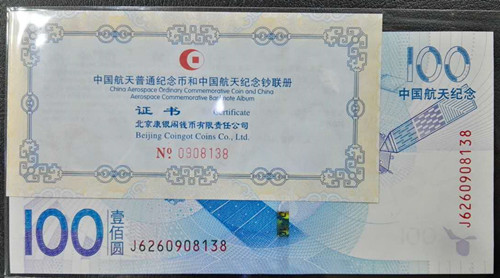 中国航天普通纪念币和中国航天纪念钞联册
China Aerospace Ordinary Commemorative Coin and China
Aerospace Commemorative Banknote Album
证书 Certificate
北京康银阁钱币有限责任公司
Beijing Coingot Coins Co., Ltd.
№ 0908138
100
中国航天纪念
J6260908138
100 壹佰圆 J6260908138